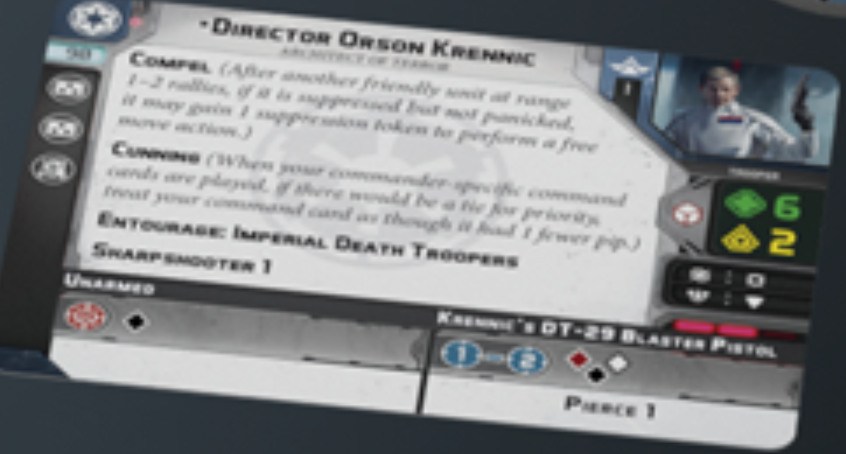 •Director Orson Krennic
Architect of Terror
90
Compel (After another friendly unit at range
1–2 rallies, if it is suppressed but not panicked,
it may gain 1 suppression token to perform a free
move action.)
Cunning (When your commander-specific command
cards are played, if there would be a tie for priority,
treat your command card as though it had 1 fewer pip.)
Entourage: Imperial Death Troopers
Sharpshooter 1
1
Trooper
6
2
Unarmed
Krennic's DT-29 Blaster Pistol
1 – 2
Pierce 1